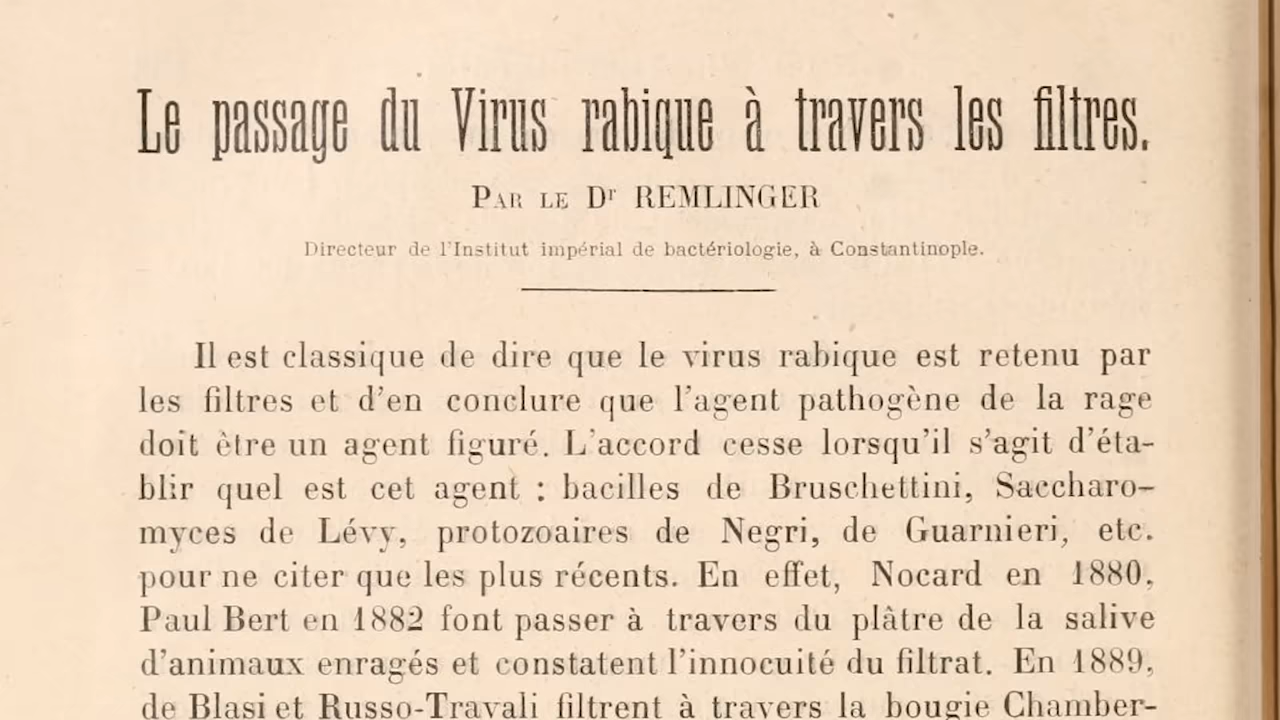 Le passage du Virus rabique à travers les filtres.
PAR LE Dr REMLINGER
Directeur de l'Institut impérial de bactériologie, à Constantinople.
Il est classique de dire que le virus rabique est retenu par
les filtres et d'en conclure que l'agent pathogène de la rage
doit être un agent figuré. L'accord cesse lorsqu'il s'agit d'éta-
blir quel est cet agent : bacilles de Bruschettini, Saccharo-
myces de Lévy, protozoaires de Negri, de Guarnieri, etc.
pour ne citer que les plus récents. En effet, Nocard en 1880,
Paul Bert en 1882 font passer à travers du plâtre de la salive
d'animaux enragés et constatent l'innocuité du filtrat. En 1889,
de Blasi et Russo-Travali filtrent à travers la bougie Chamber-